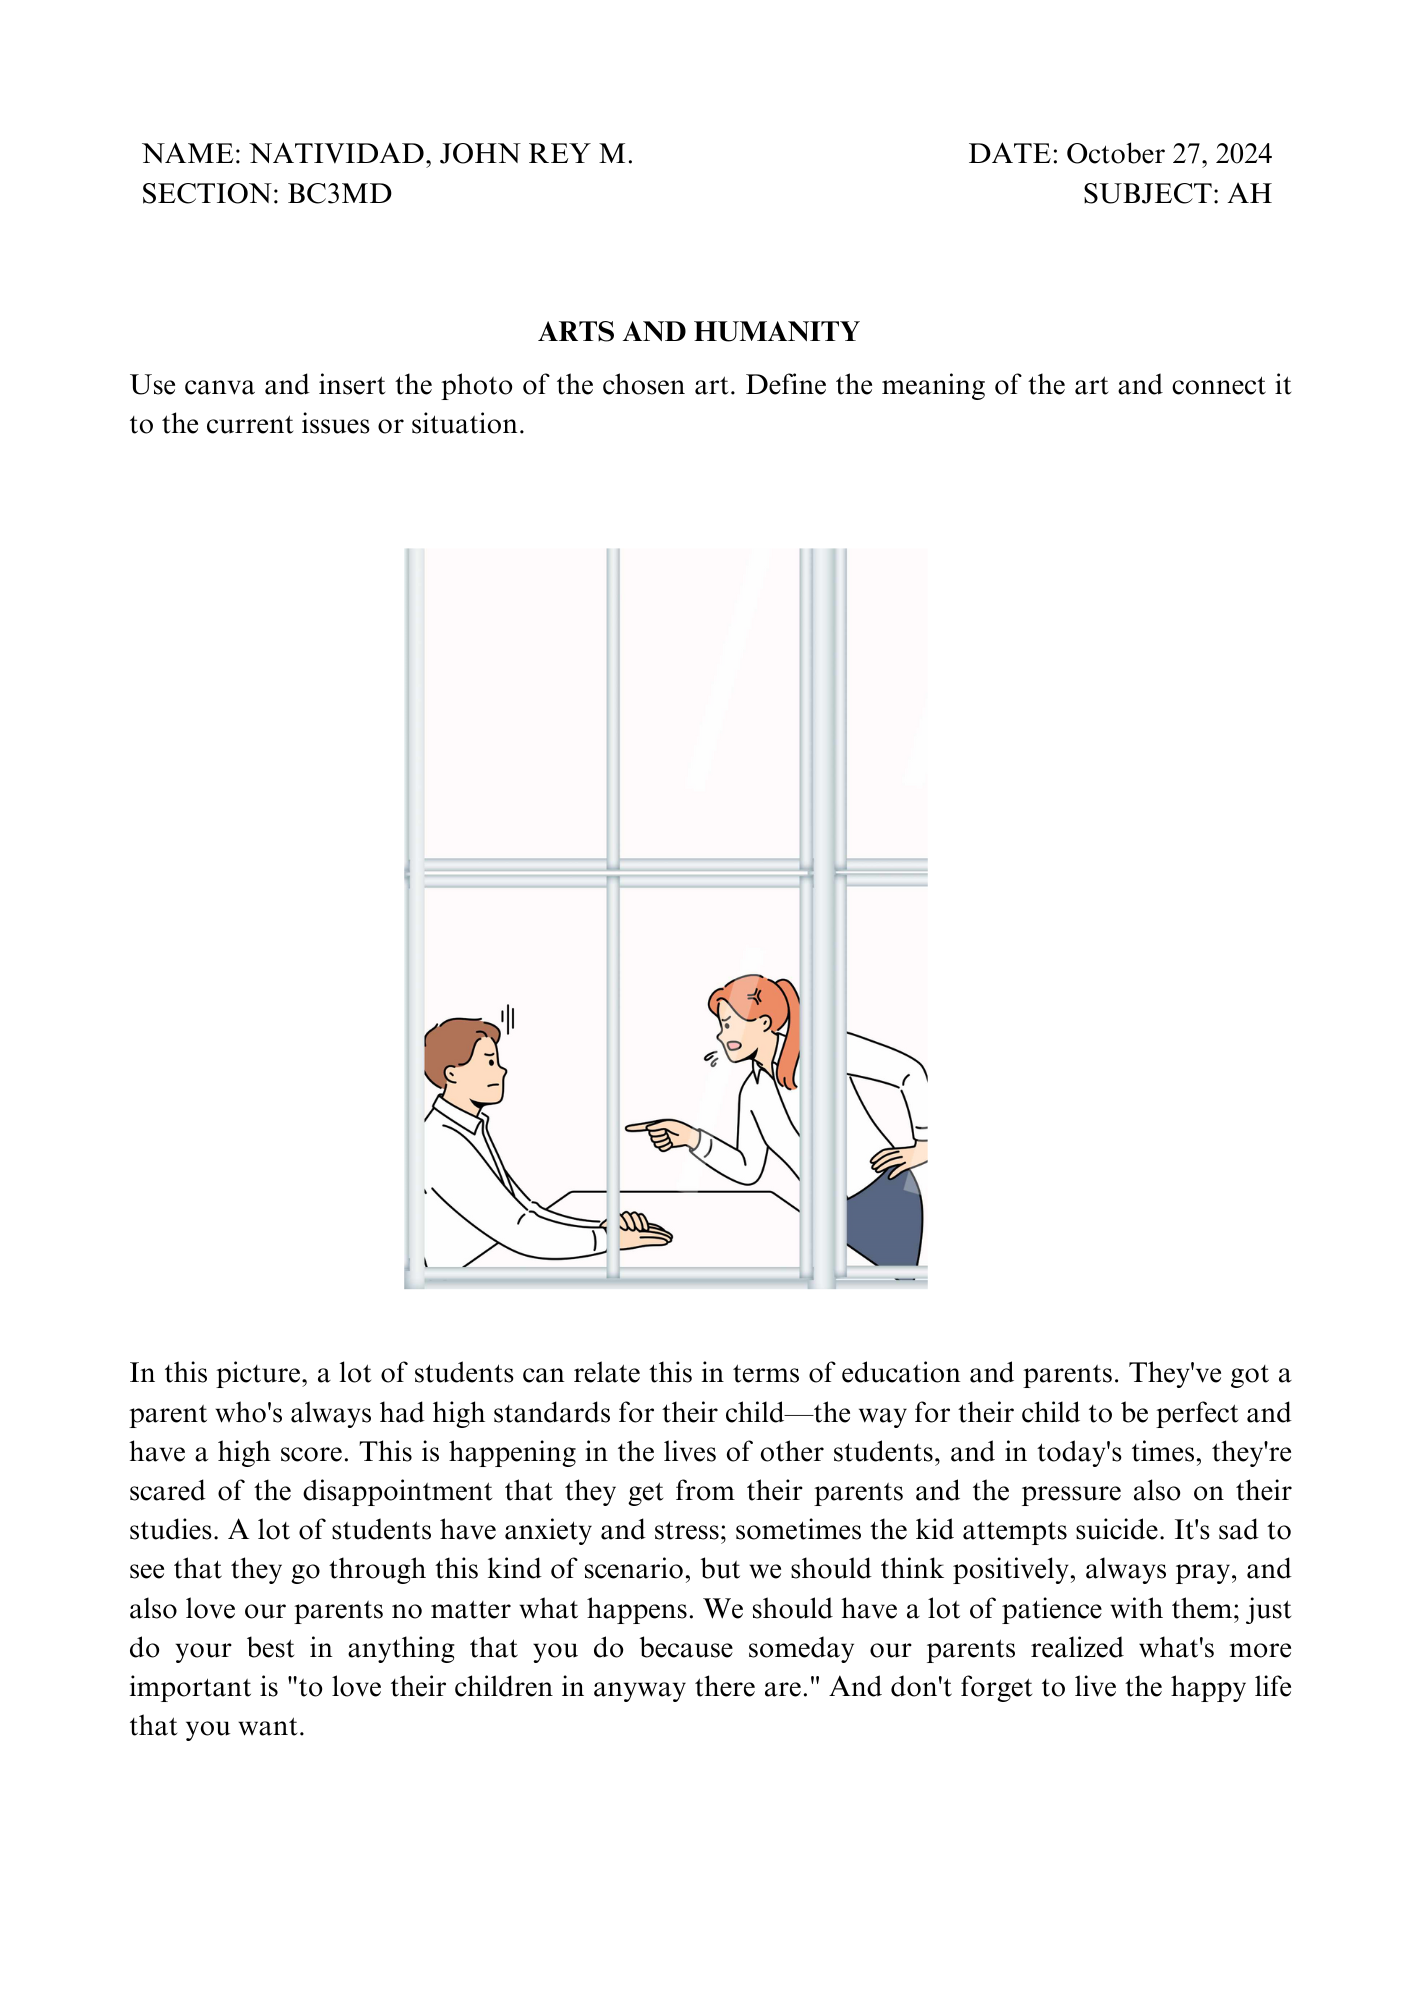 NAME: NATIVIDAD, JOHN REY M.
DATE: October 27, 2024
SECTION: BC3MD
SUBJECT: AH
ARTS AND HUMANITY
Use canva and insert the photo of the chosen art. Define the meaning of the art and connect it
to the current issues or situation.
In this picture, a lot of students can relate this in terms of education and parents. They've got a
parent who's always had high standards for their child—the way for their child to be perfect and
have a high score. This is happening in the lives of other students, and in today's times, they're
scared of the disappointment that they get from their parents and the pressure also on their
studies. A lot of students have anxiety and stress; sometimes the kid attempts suicide. It's sad to
see that they go through this kind of scenario, but we should think positively, always pray, and
also love our parents no matter what happens. We should have a lot of patience with them; just
do your best in anything that you do because someday our parents realized what's more
important is "to love their children in anyway there are." And don't forget to live the happy life
that you want.